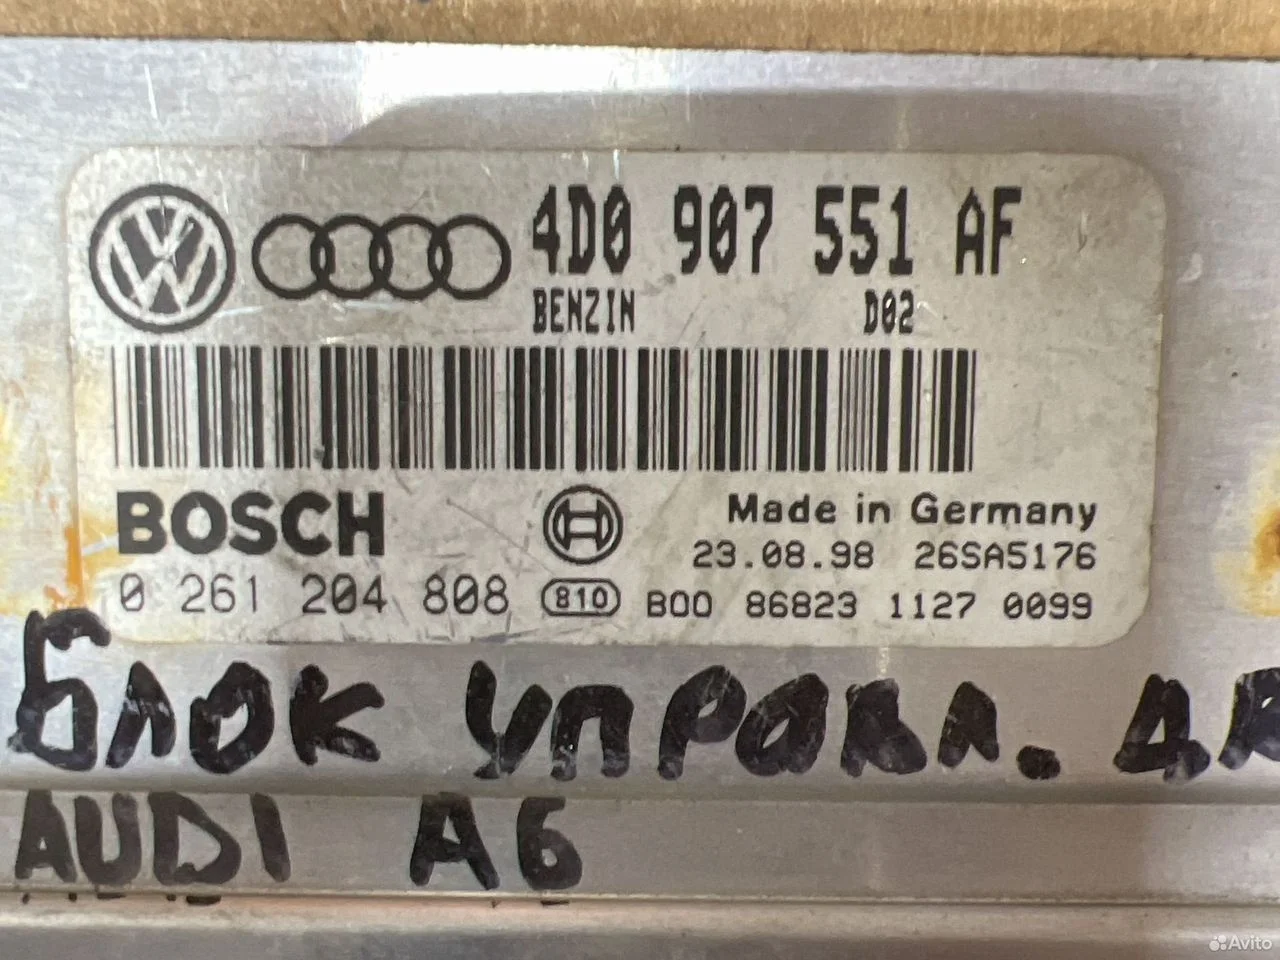 4D0 907 551 AF
BENZIN D02
BOSCH
Made in Germany
23.08.98 26SA5176
0 261 204 808 810 B00 86823 1127 0099
Блок управл. дв
AUDI A6
Avito